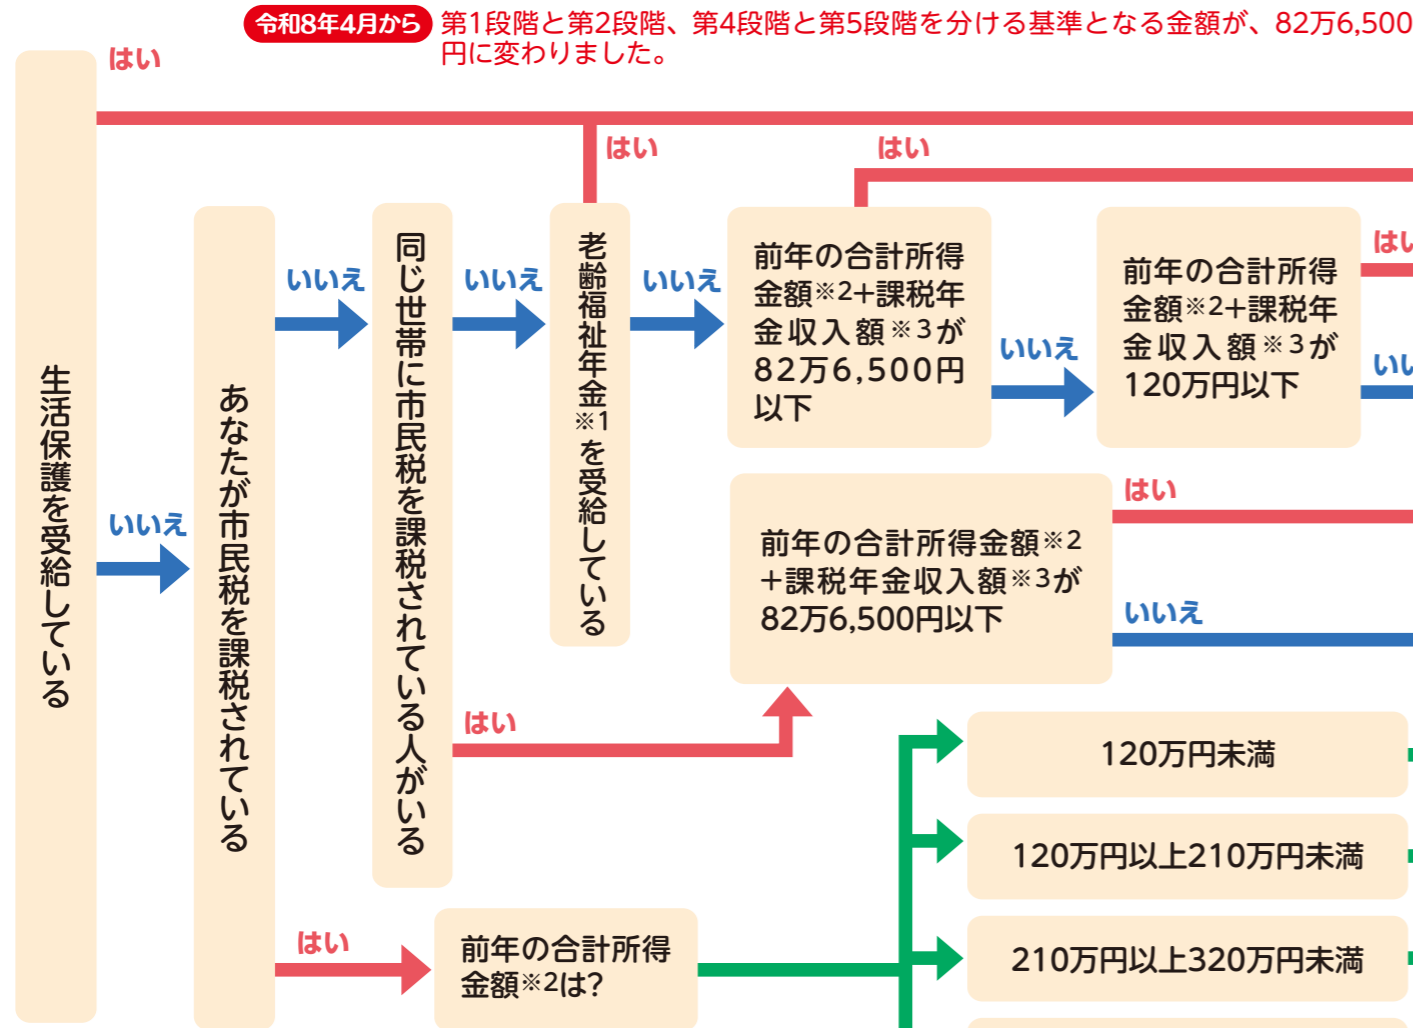 令和8年4月から 第1段階と第2段階、第4段階と第5段階を分ける基準となる金額が、82万6,500
円に変わりました。
はい
生活保護を受給している
いいえ
あなたが市民税を課税されている
いいえ
同じ世帯に市民税を課税されている人がいる
いいえ
老齢福祉年金※1を受給している
はい
いいえ
はい
前年の合計所得
金額※2+課税年
金収入額※3が
82万6,500円
以下
いいえ
前年の合計所得
金額※2+課税年
金収入額※3が
120万円以下
はい
いい
はい
前年の合計所得金額※2
+課税年金収入額※3が
82万6,500円以下
はい
いいえ
はい
前年の合計所得
金額※2は?
120万円未満
120万円以上210万円未満
210万円以上320万円未満